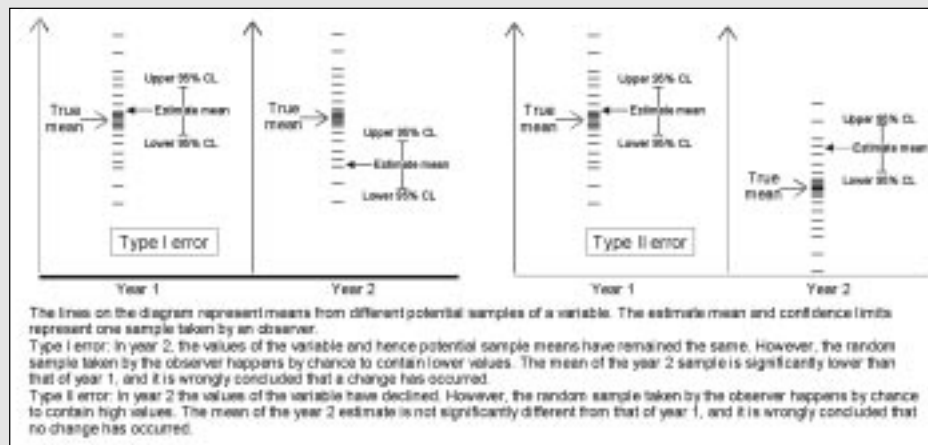 Upper 95% CL
True mean
Estimate mean
Lower 95% CL
Type I error
Year 1
True mean
Upper 95% CL
Estimate mean
Lower 95% CL
Year 2
Upper 95% CL
True mean
Estimate mean
Lower 95% CL
Type II error
Year 1
Upper 95% CL
Estimate mean
Lower 95% CL
True mean
Year 2
The lines on the diagram represent means from different potential samples of a variable. The estimate mean and confidence limits
represent one sample taken by an observer.
Type I error: In year 2, the values of the variable and hence potential sample means have remained the same. However, the random
sample taken by the observer happens by chance to contain lower values. The mean of the year 2 sample is significantly lower than
that of year 1, and it is wrongly concluded that a change has occurred.
Type II error: In year 2 the values of the variable have declined. However, the random sample taken by the observer happens by chance
to contain high values. The mean of the year 2 estimate is not significantly different from that of year 1, and it is wrongly concluded that
no change has occurred.